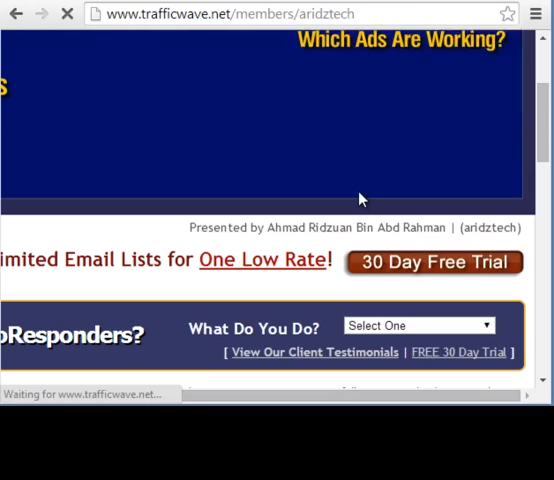 www.trafficwave.net/members/aridztech
Which Ads Are Working?
s
Presented by Ahmad Ridzuan Bin Abd Rahman | (aridztech)
imited Email Lists for One Low Rate!
30 Day Free Trial
oResponders?
What Do You Do?
Select One
[ View Our Client Testimonials | FREE 30 Day Trial ]
Waiting for www.trafficwave.net...